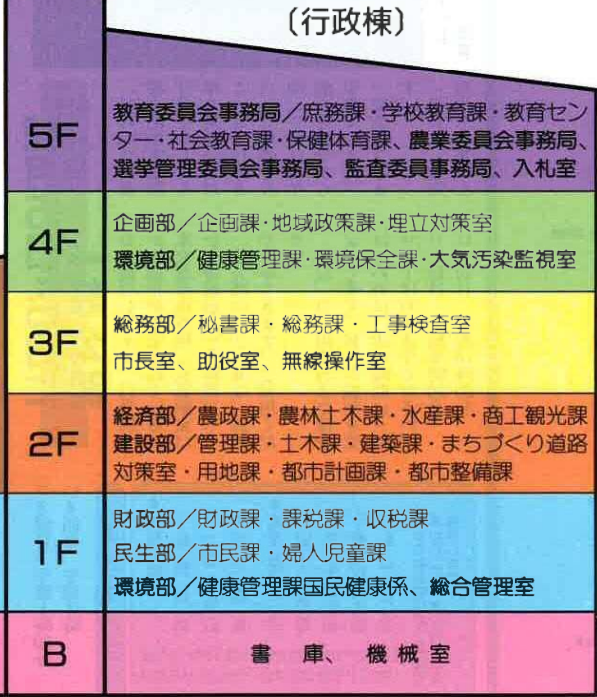 〔行政棟〕
5F
教育委員会事務局／庶務課・学校教育課・教育セン
ター・社会教育課・保健体育課、農業委員会事務局、
選挙管理委員会事務局、監査委員事務局、入札室
4F
企画部／企画課・地域政策課・埋立対策室
環境部／健康管理課・環境保全課・大気汚染監視室
3F
総務部／秘書課・総務課・工事検査室
市長室、助役室、無線操作室
2F
経済部／農政課・農林土木課・水産課・商工観光課
建設部／管理課・土木課・建築課・まちづくり道路
対策室・用地課・都市計画課・都市整備課
1F
財政部／財政課・課税課・収税課
民生部／市民課・婦人児童課
環境部／健康管理課国民健康係、総合管理室
B
書庫、機械室